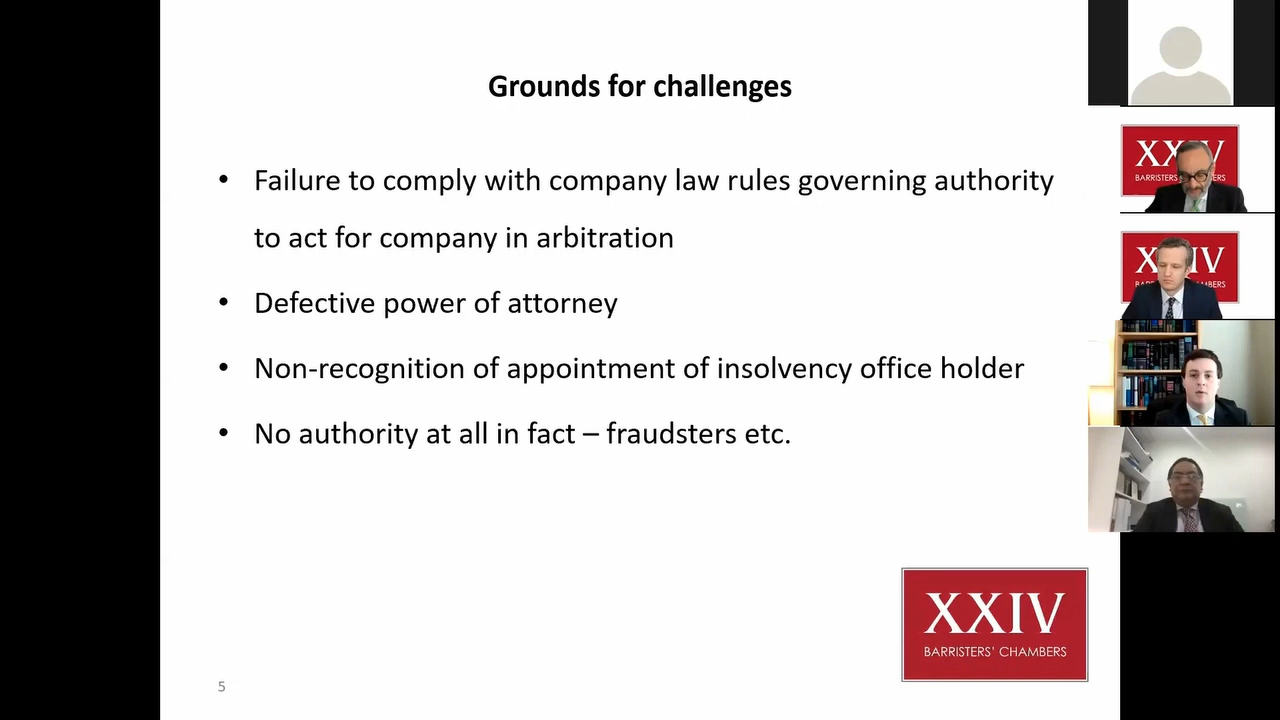 Grounds for challenges
• Failure to comply with company law rules governing authority
to act for company in arbitration
• Defective power of attorney
• Non-recognition of appointment of insolvency office holder
• No authority at all in fact – fraudsters etc.
XXIV
BARRISTERS’ CHAMBERS
5